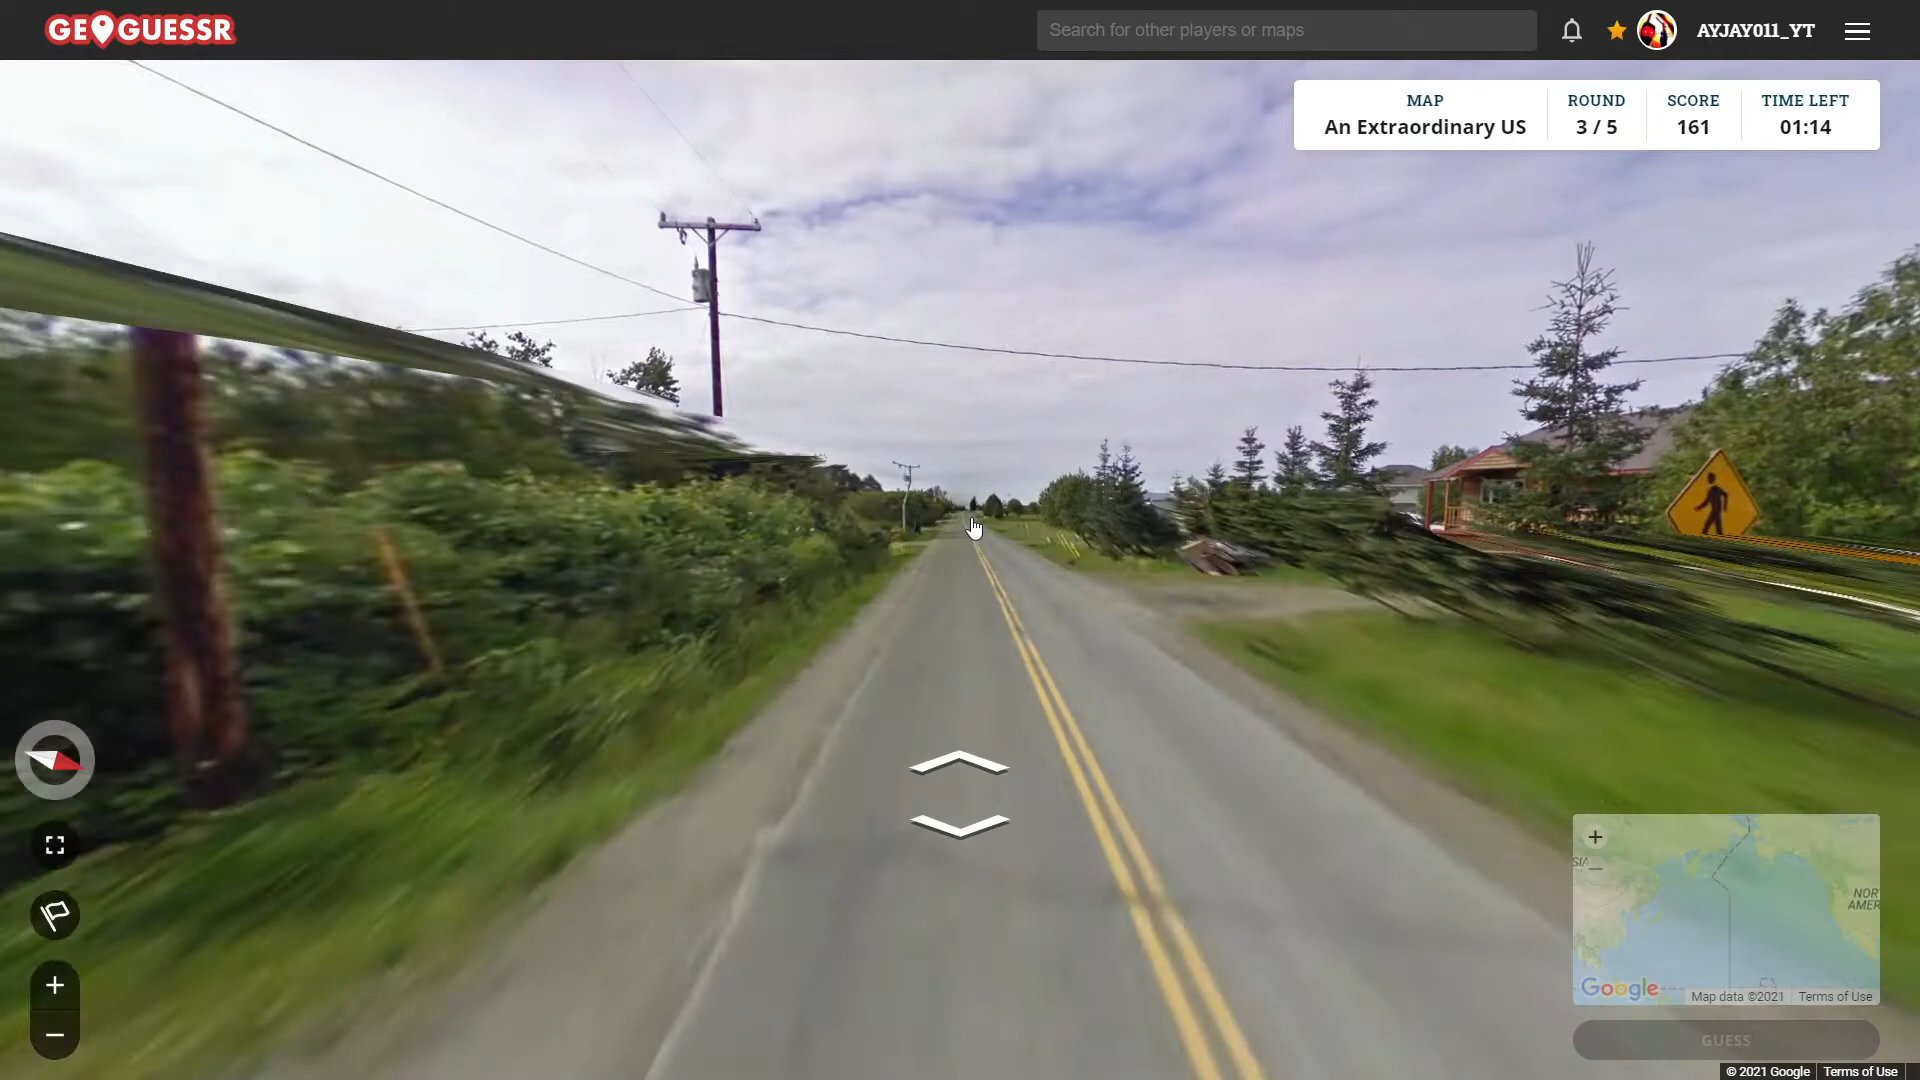 GEOGUESSR
Search for other players or maps
AYJAY011_YT
MAP
An Extraordinary US
ROUND
3 / 5
SCORE
161
TIME LEFT
01:14
+
−
SIA
NOR
AMER
Google
Map data ©2021
Terms of Use
GUESS
+
−
© 2021 Google
Terms of Use